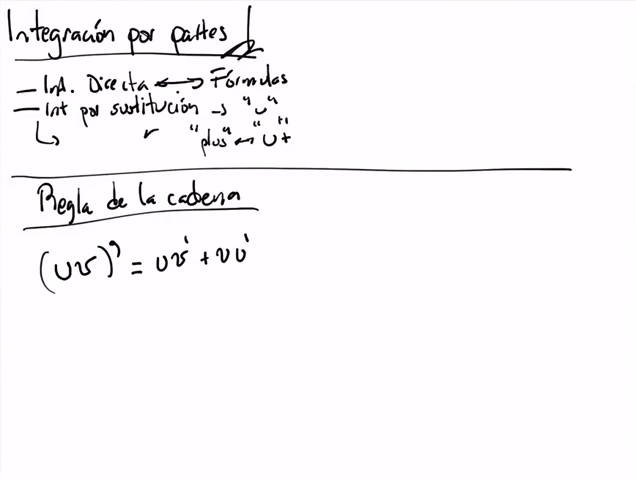 Integración por partes
– Int. Directa ↔ Fórmulas
– Int por sustitución → "u"
↳ r "plus" ← "u+"
Regla de la cadena
(uv)' = uv' + vu'